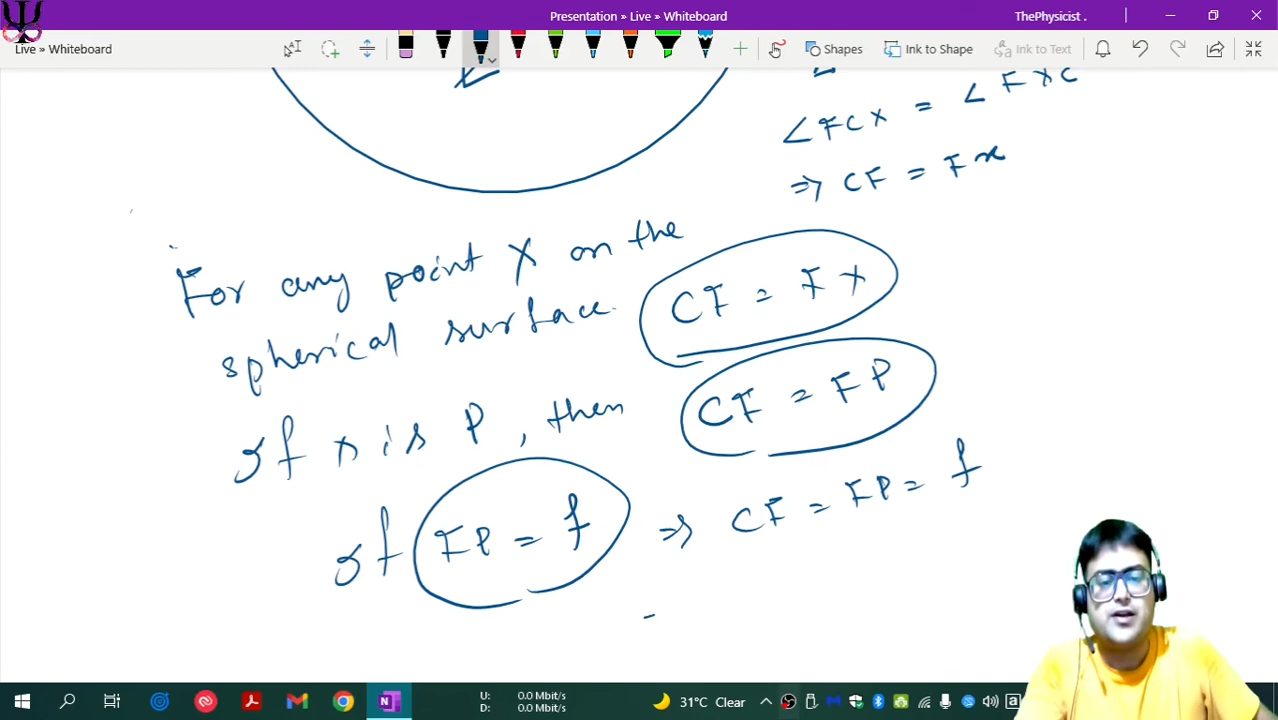 Presentation » Live » Whiteboard
ThePhysicist .
Live » Whiteboard
Shapes
Ink to Shape
Ink to Text
∠FCX = ∠FXC
⇒ CF = Fx
For any point X on the
spherical surface. CF = FX
If x is P, then CF = FP
If FP = f ⇒ CF = FP = f
U: 0.0 Mbit/s
D: 0.0 Mbit/s
31°C Clear